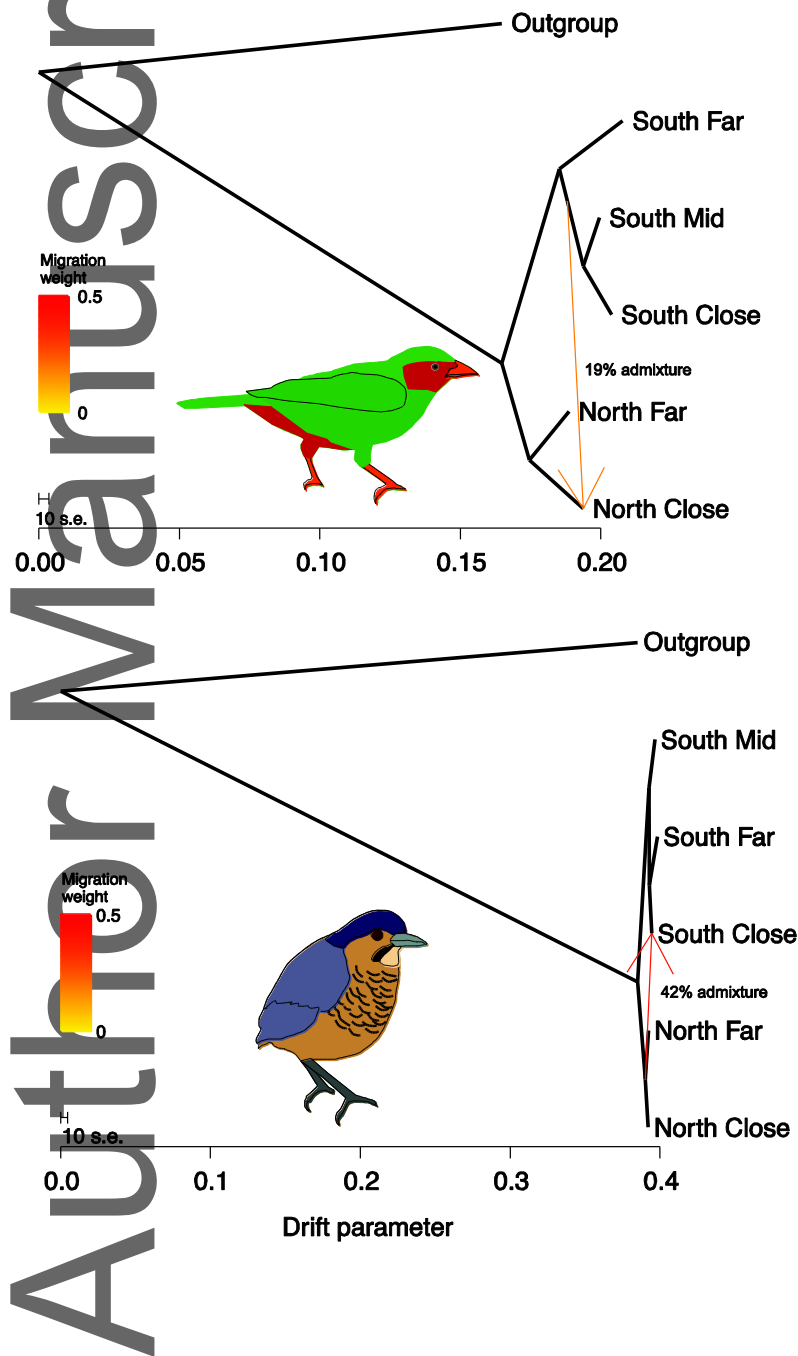 Outgroup
South Far
South Mid
Migration
weight
0.5
South Close
19% admixture
0
North Far
10 s.e.
North Close
0.00
0.05
0.10
0.15
0.20
Outgroup
South Mid
South Far
Migration
weight
0.5
South Close
42% admixture
0
North Far
10 s.e.
North Close
0.0
0.1
0.2
0.3
0.4
Drift parameter
Author Manuscr